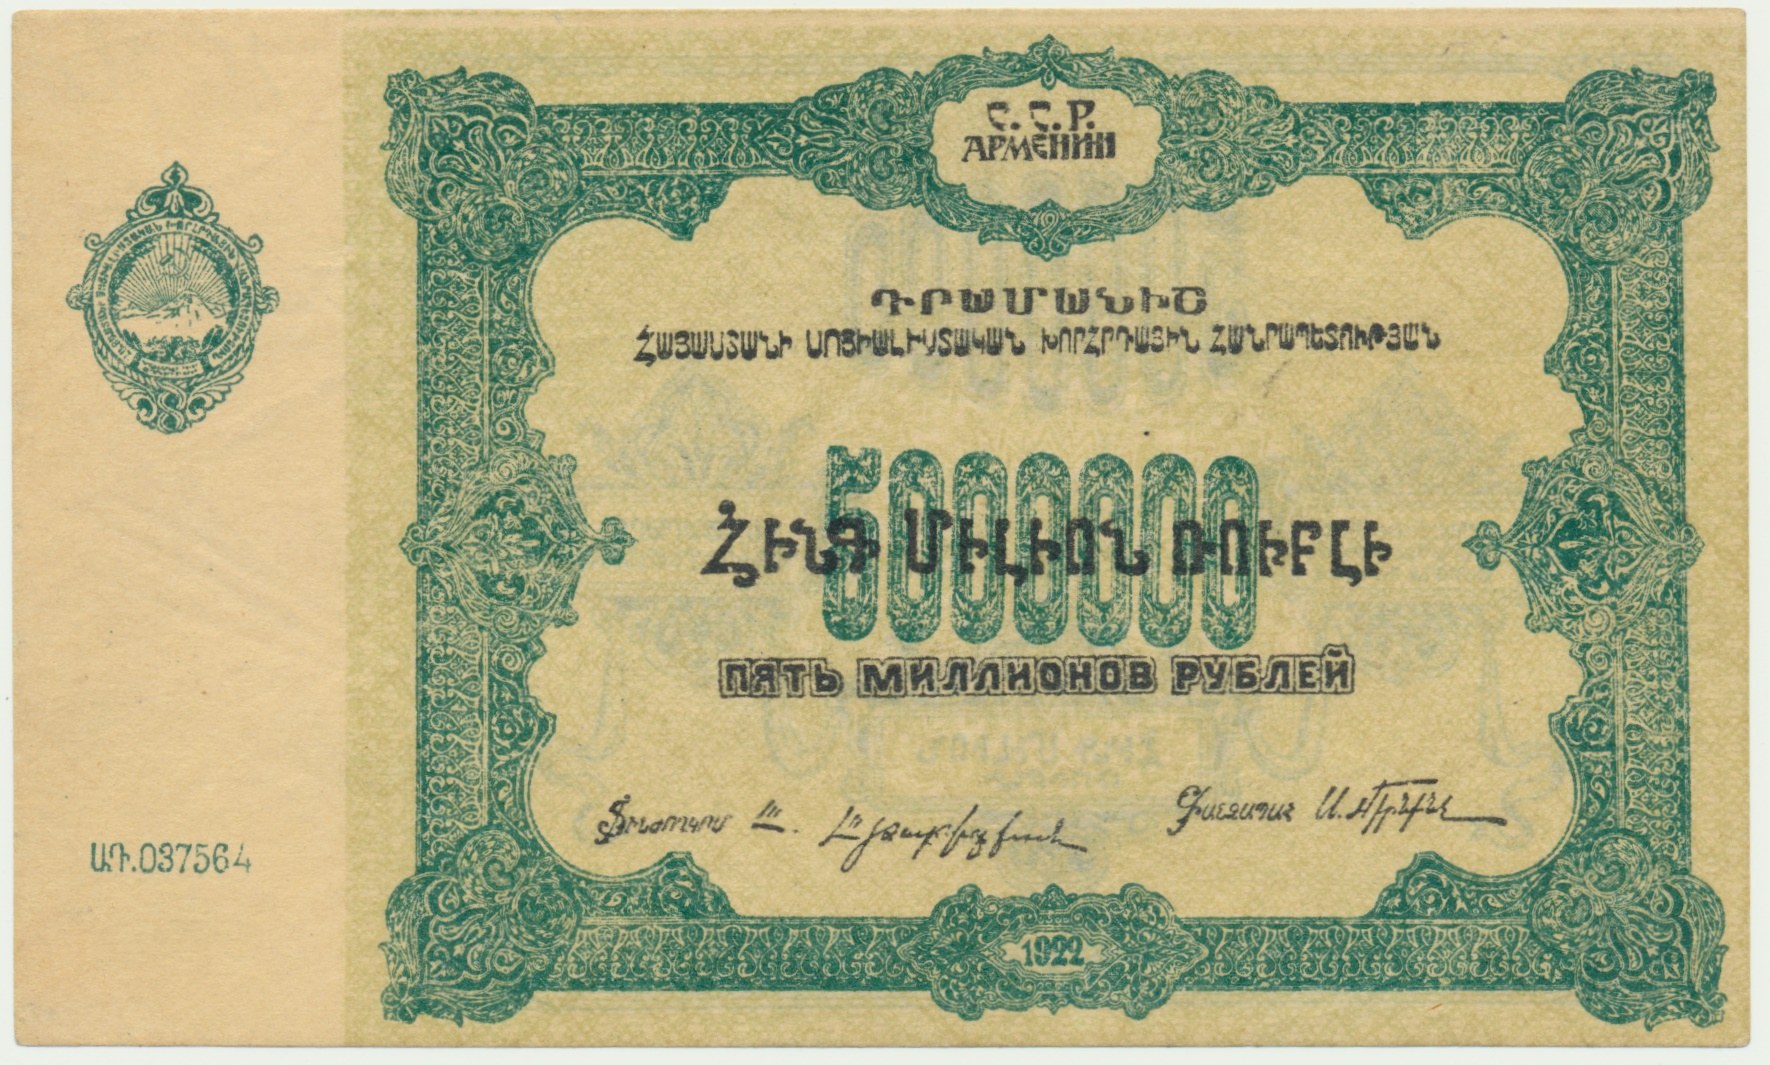 С. С. Р.
АРМЕНИИ
ԴՐԱՄԱՆԻՇ
ՀԱՅԱՍՏԱՆԻ ՍՈՑԻԱԼԻՍՏԱԿԱՆ ԽՈՐՀՐԴԱՅԻՆ ՀԱՆՐԱՊԵՏՈՒԹՅԱՆ
5000000
ՀԻՆԳ ՄԻԼԻՈՆ ՌՈՒԲԼԻ
ПЯТЬ МИЛЛИОНОВ РУБЛЕЙ
ԱԴ.037564
1922